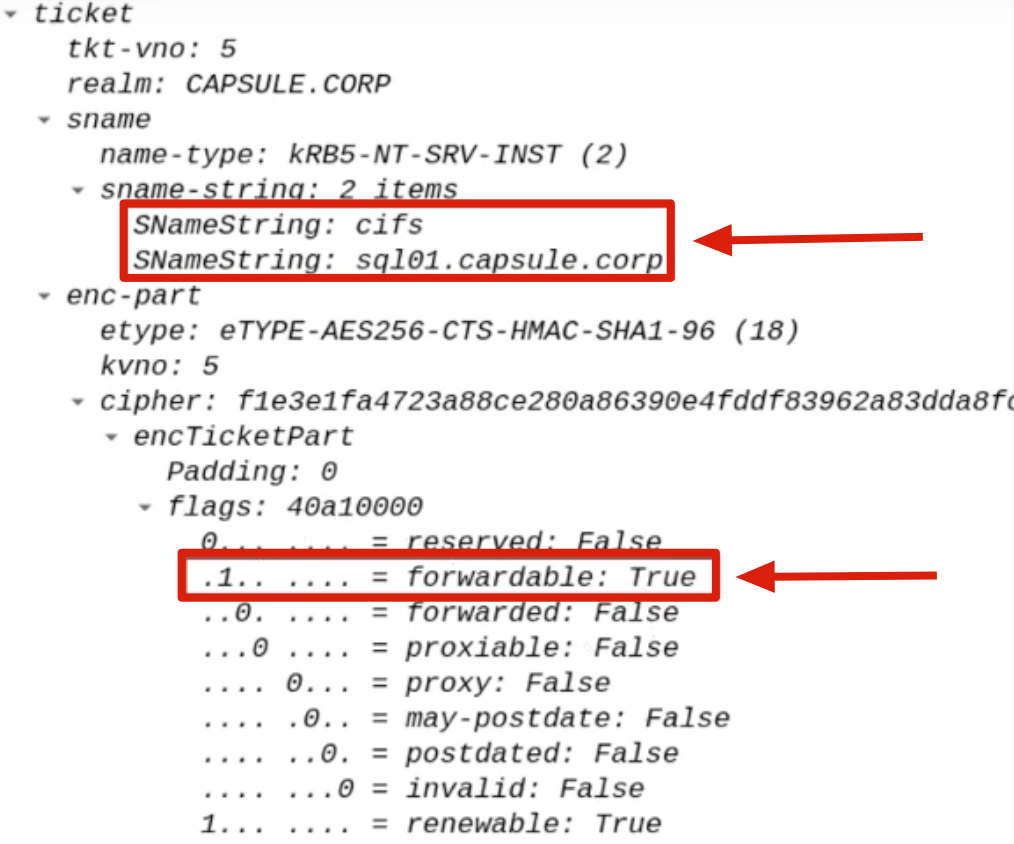 ticket
tkt-vno: 5
realm: CAPSULE.CORP
sname
name-type: kRB5-NT-SRV-INST (2)
sname-string: 2 items
SNameString: cifs
SNameString: sql01.capsule.corp
enc-part
etype: eTYPE-AES256-CTS-HMAC-SHA1-96 (18)
kvno: 5
cipher: f1e3e1fa4723a88ce280a86390e4fddf83962a83dda8f
encTicketPart
Padding: 0
flags: 40a10000
0... .... = reserved: False
.1.. .... = forwardable: True
..0. .... = forwarded: False
...0 .... = proxiable: False
.... 0... = proxy: False
.... .0.. = may-postdate: False
.... ..0. = postdated: False
.... ...0 = invalid: False
1... .... = renewable: True